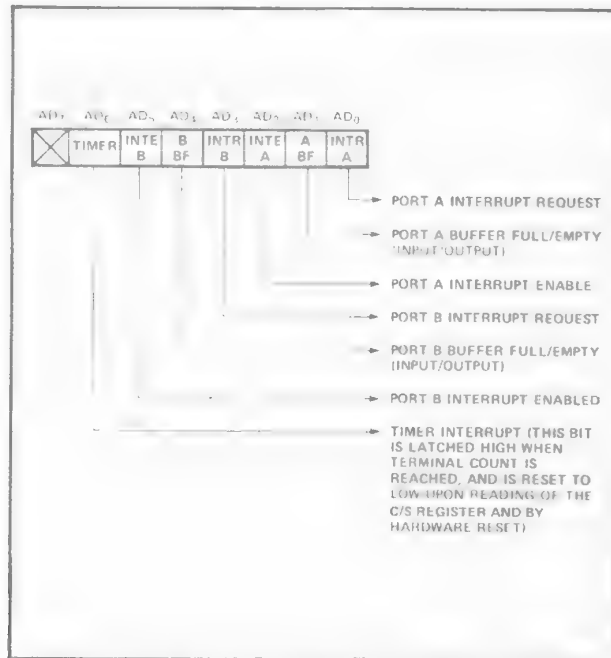 AD7 AD6 AD5 AD4 AD3 AD2 AD1 AD0
TIMER INTE B B BF INTR B INTE A A BF INTR A
PORT A INTERRUPT REQUEST
PORT A BUFFER FULL/EMPTY
(INPUT/OUTPUT)
PORT A INTERRUPT ENABLE
PORT B INTERRUPT REQUEST
PORT B BUFFER FULL/EMPTY
(INPUT/OUTPUT)
PORT B INTERRUPT ENABLED
TIMER INTERRUPT (THIS BIT
IS LATCHED HIGH WHEN
TERMINAL COUNT IS
REACHED, AND IS RESET TO
LOW UPON READING OF THE
C/S REGISTER AND BY
HARDWARE RESET)